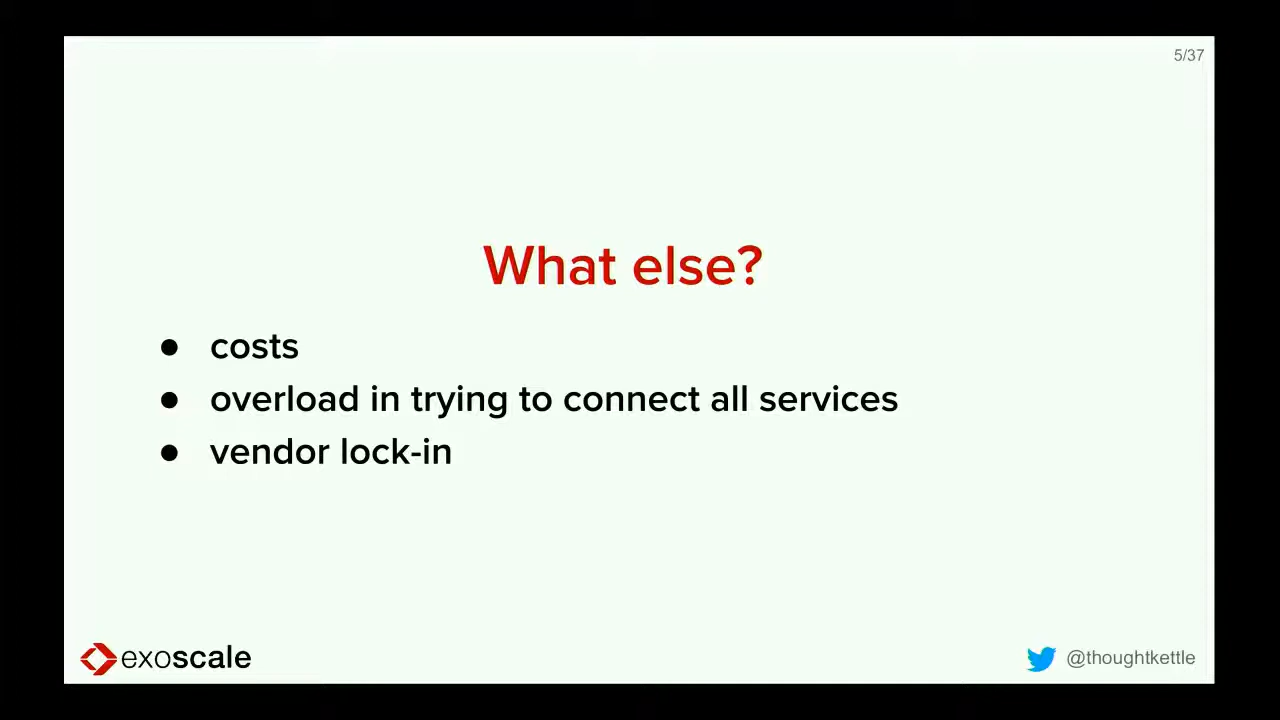 5/37
What else?
● costs
● overload in trying to connect all services
● vendor lock-in
exoscale
@thoughtkettle